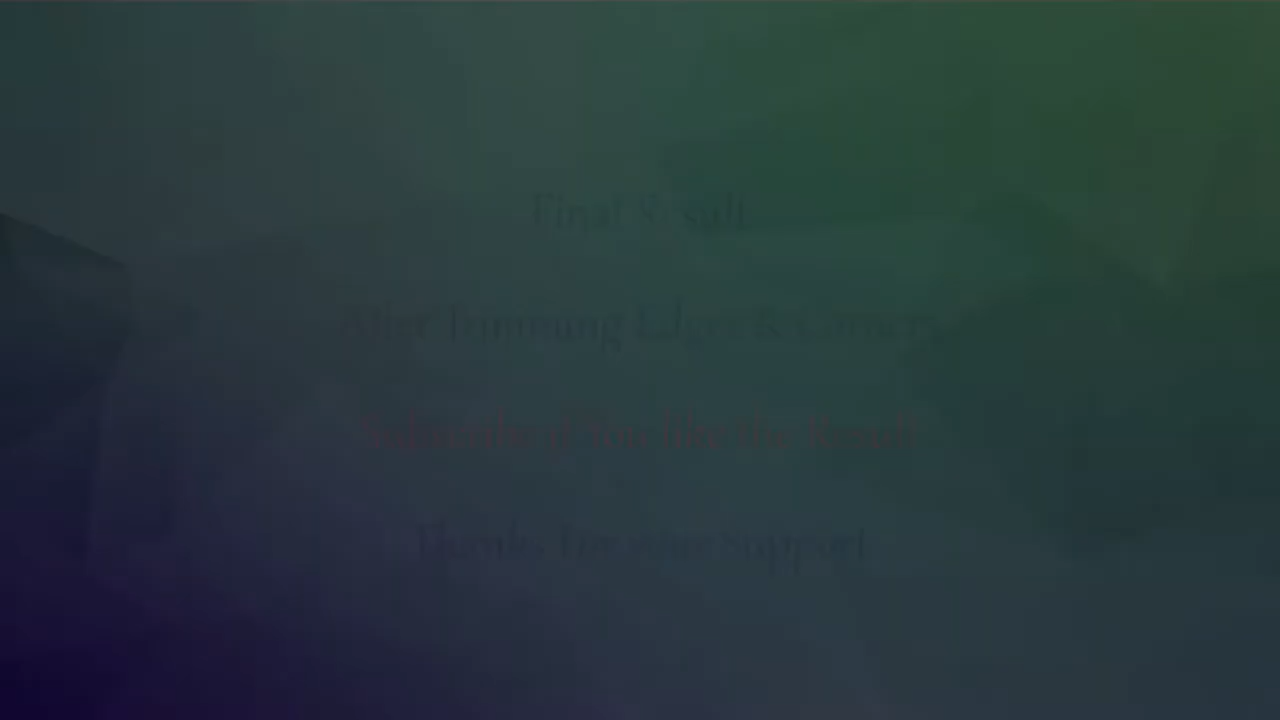 Final Result
After Trimming Edges & Corners
Subscribe if You like the Result
Thanks For your Support